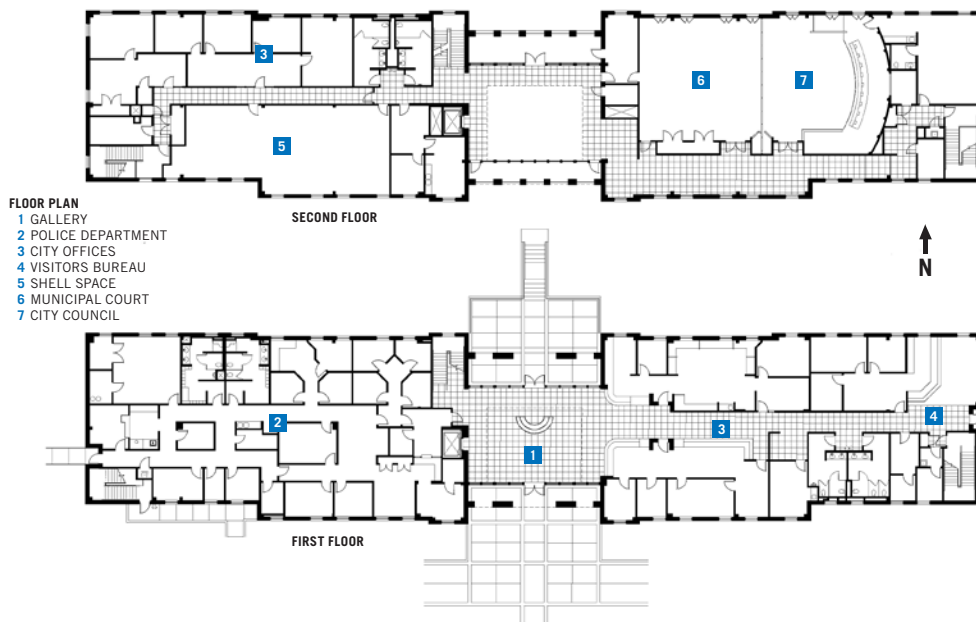 3
6
7
5
SECOND FLOOR
FLOOR PLAN
1 GALLERY
2 POLICE DEPARTMENT
3 CITY OFFICES
4 VISITORS BUREAU
5 SHELL SPACE
6 MUNICIPAL COURT
7 CITY COUNCIL
N
2
1
3
4
FIRST FLOOR